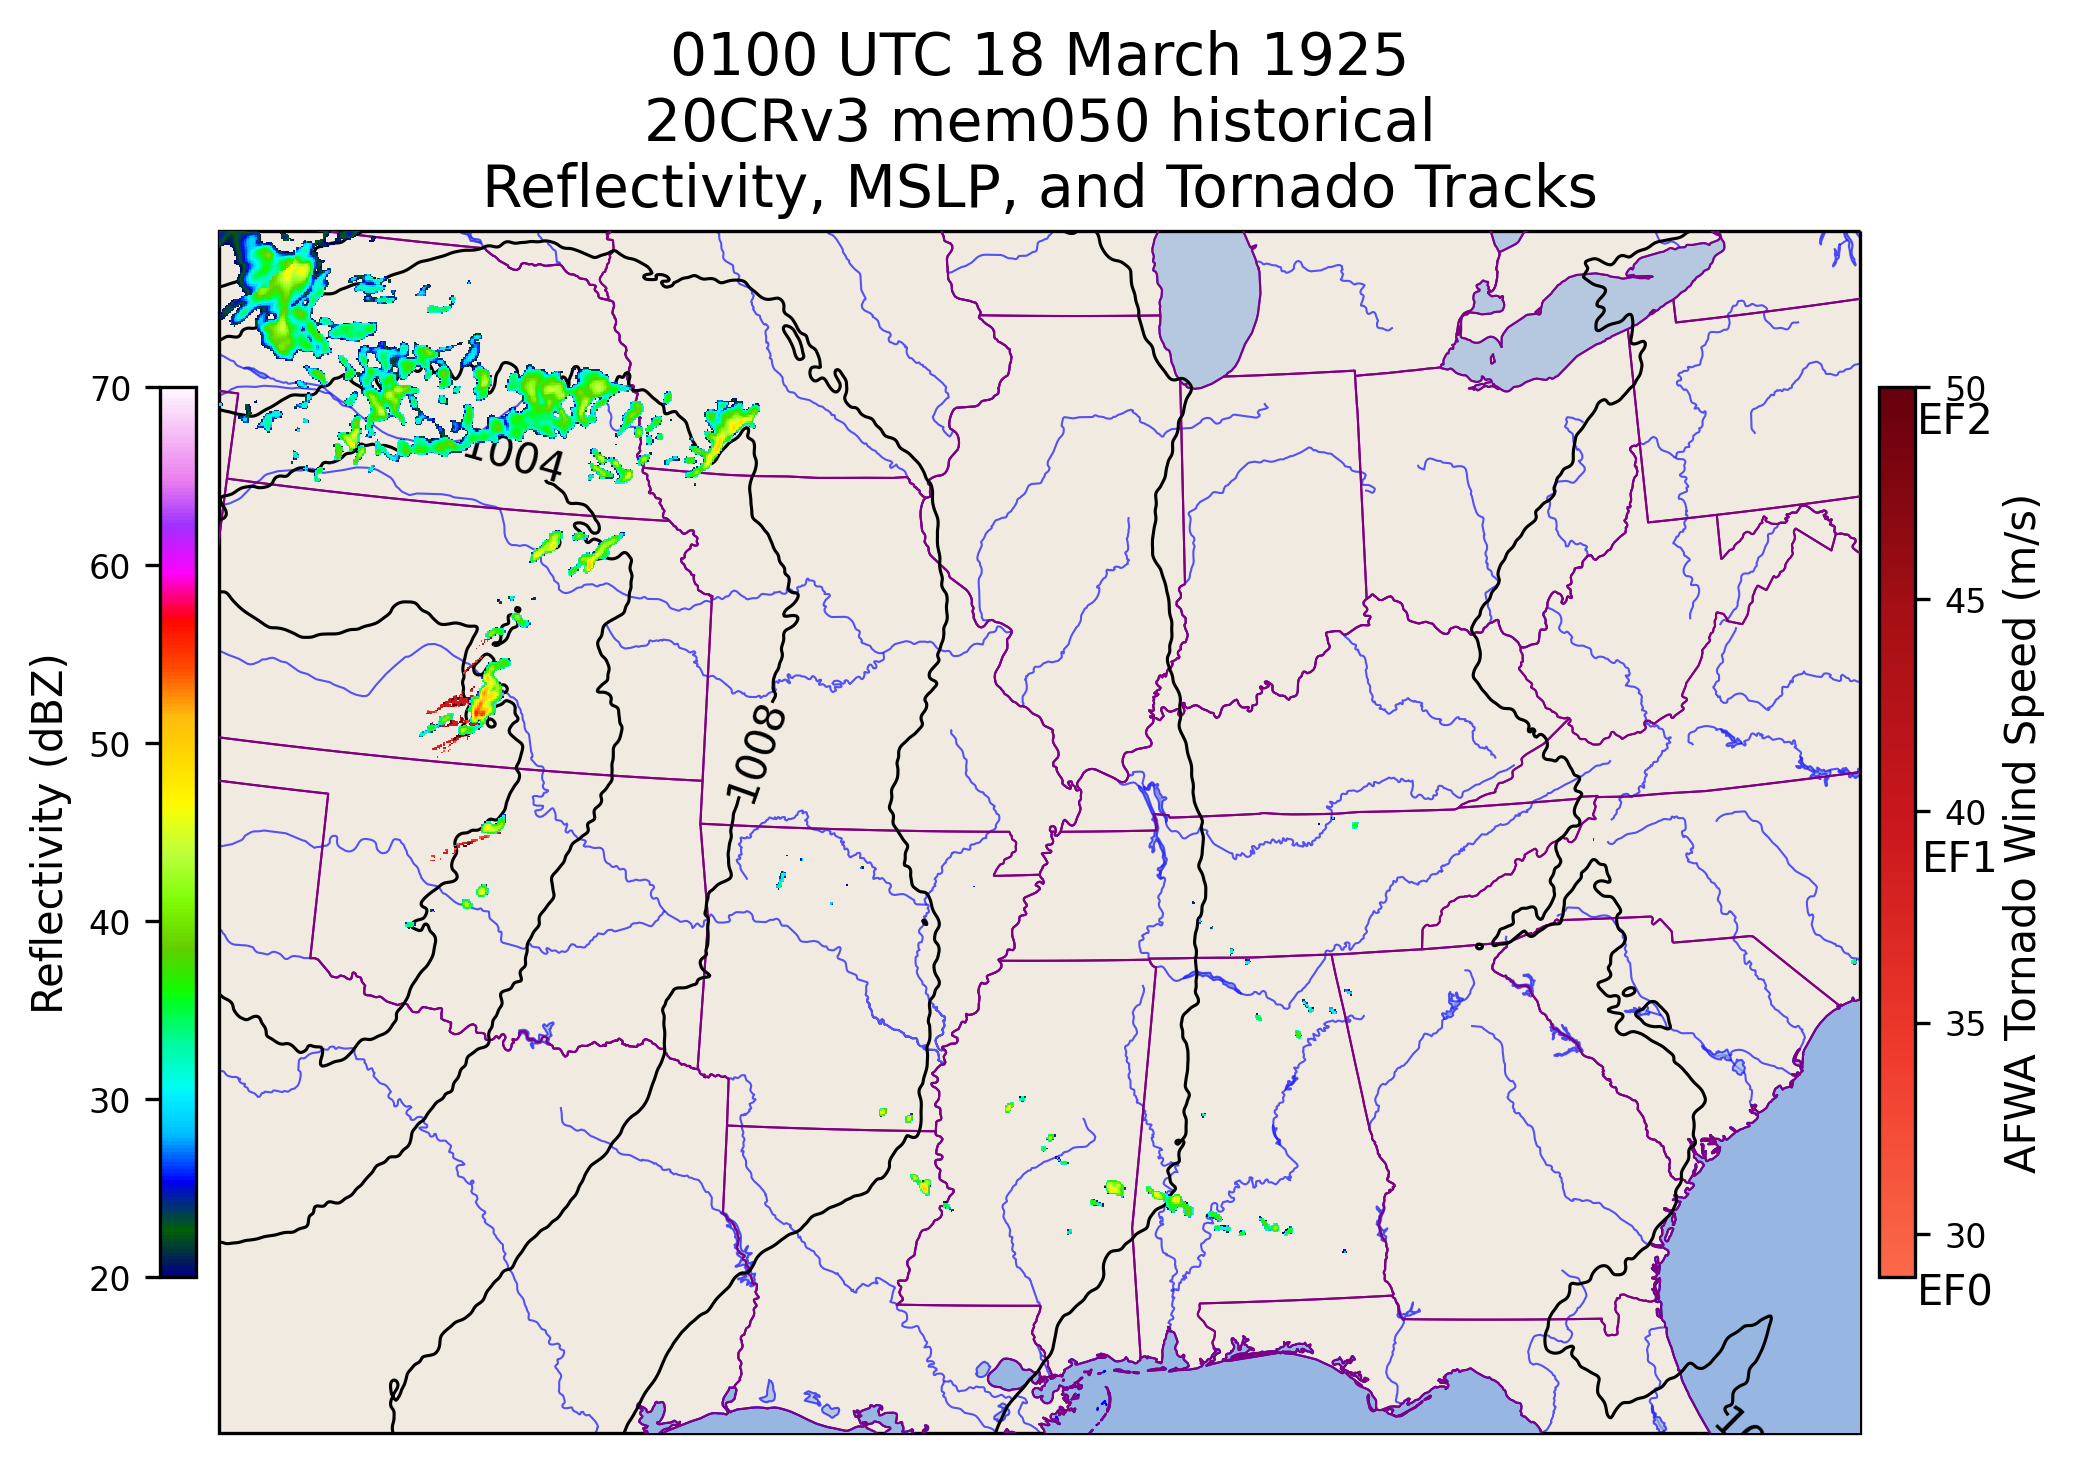 0100 UTC 18 March 1925
20CRv3 mem050 historical
Reflectivity, MSLP, and Tornado Tracks
70
60
50
40
30
20
Reflectivity (dBZ)
1004
1008
50
EF2
45
40
EF1
35
30
EF0
AFWA Tornado Wind Speed (m/s)